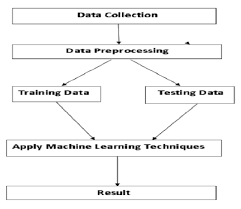 Data Collection
Data Preprocessing
Training Data
Testing Data
Apply Machine Learning Techniques
Result